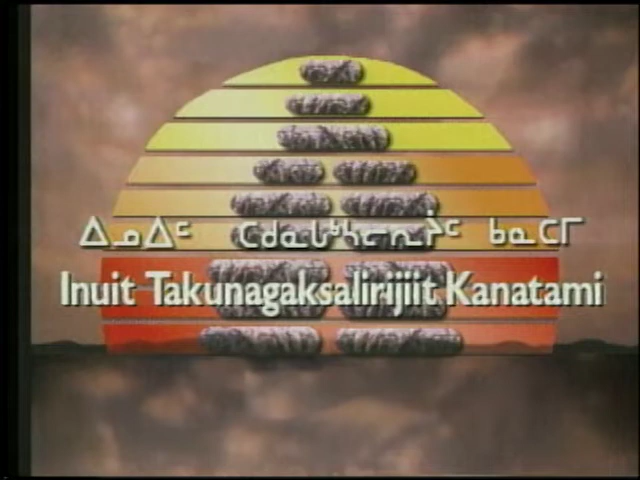 ᐃᓄᐃᑦ ᑕᑯᓇᒐᒃᓴᓕᕆᔩᑦ ᑲᓇᑕᒥ
Inuit Takunagaksalirijiit Kanatami